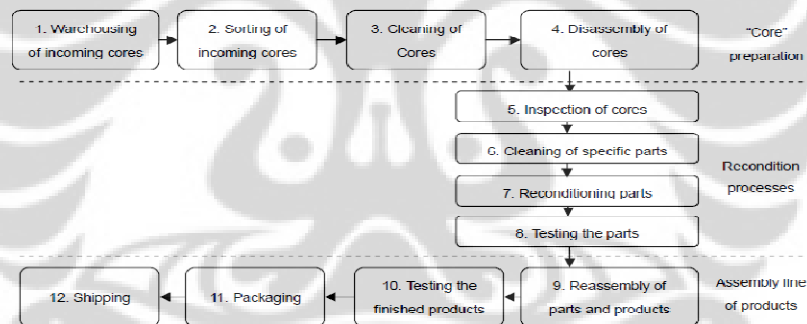 1. Warehousing
of incoming cores
2. Sorting of
incoming cores
3. Cleaning of
Cores
4. Disassembly of
cores
"Core"
preparation
5. Inspection of cores
6. Cleaning of specific parts
7. Reconditioning parts
8. Testing the parts
Recondition
processes
9. Reassembly of
parts and products
10. Testing the
finished products
11. Packaging
12. Shipping
Assembly line
of products